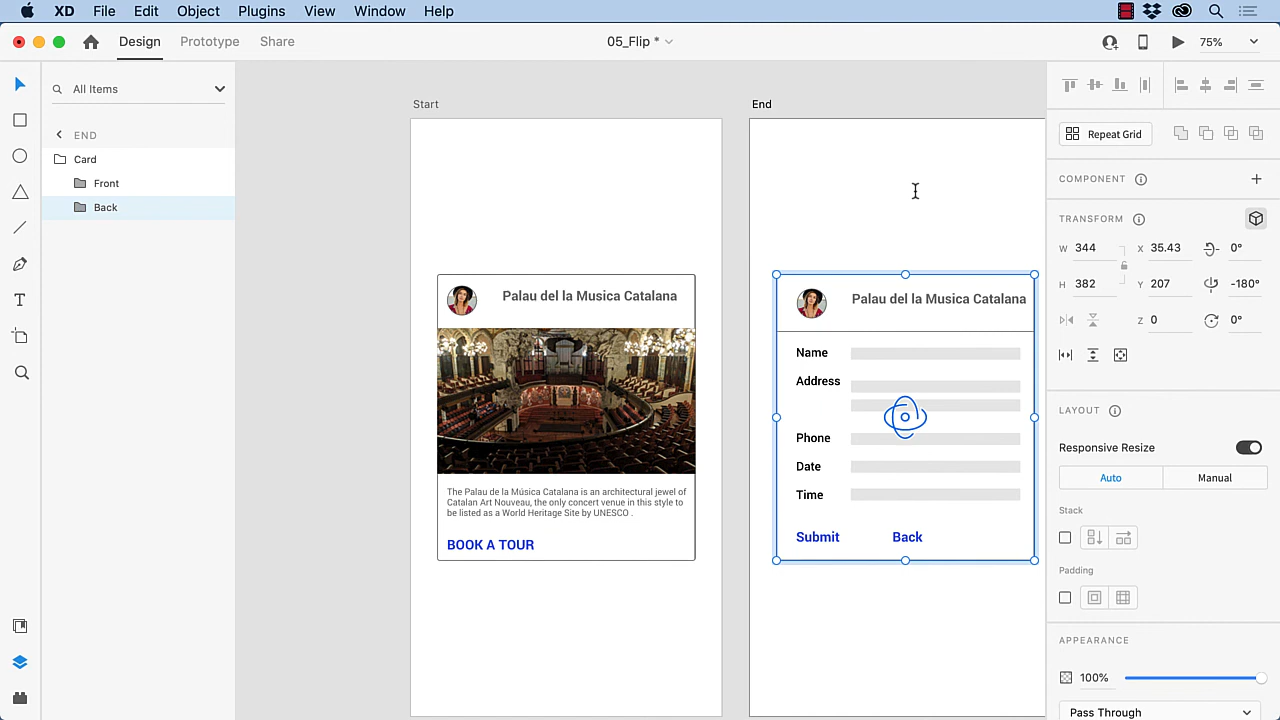 XD File Edit Object Plugins View Window Help
Design Prototype Share 05_Flip * 75%
All Items
END
Card
Front
Back
Start
Palau del la Musica Catalana
The Palau de la Música Catalana is an architectural jewel of
Catalan Art Nouveau, the only concert venue in this style to
be listed as a World Heritage Site by UNESCO .
BOOK A TOUR
End
Palau del la Musica Catalana
Name
Address
Phone
Date
Time
Submit Back
Repeat Grid
COMPONENT
TRANSFORM
W 344 X 35.43 0°
H 382 Y 207 -180°
Z 0 0°
LAYOUT
Responsive Resize
Auto Manual
Stack
Padding
APPEARANCE
100%
Pass Through